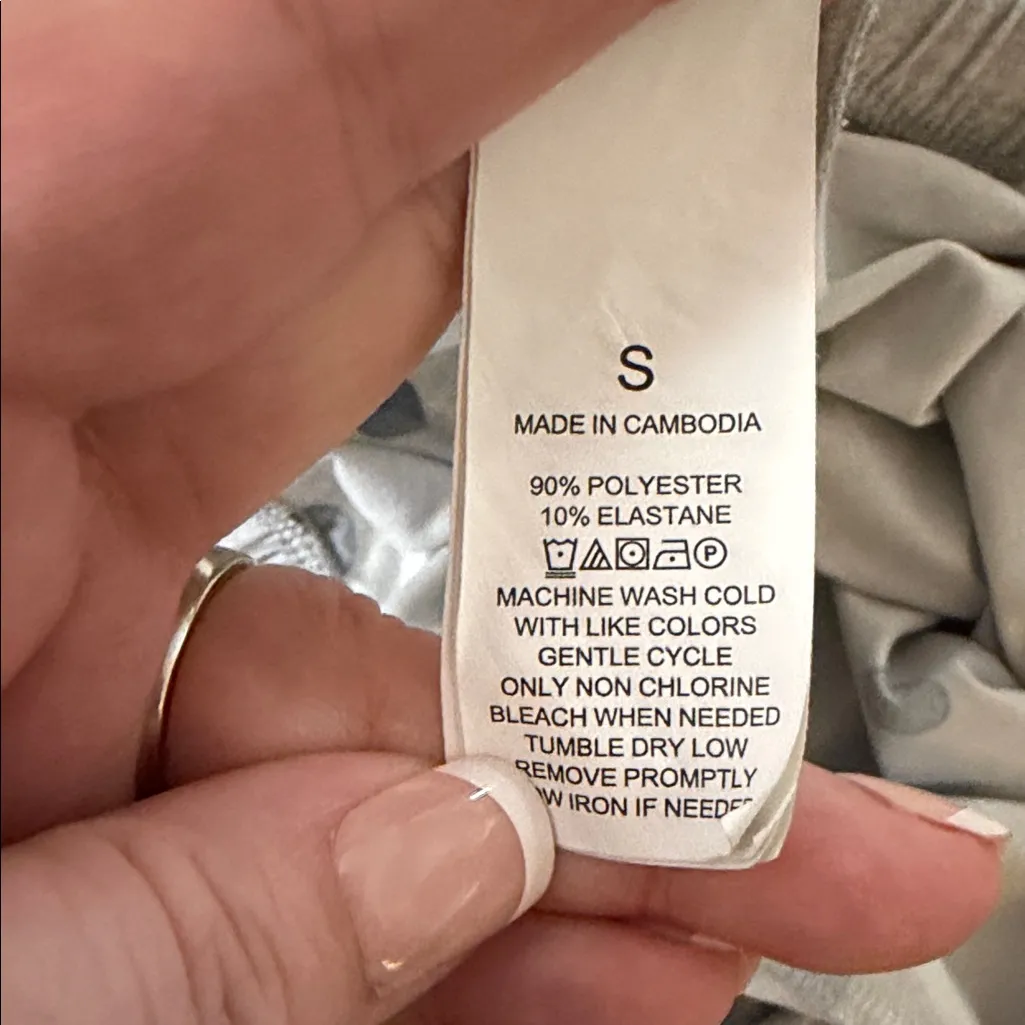 S
MADE IN CAMBODIA
90% POLYESTER
10% ELASTANE
P
MACHINE WASH COLD
WITH LIKE COLORS
GENTLE CYCLE
ONLY NON CHLORINE
BLEACH WHEN NEEDED
TUMBLE DRY LOW
REMOVE PROMPTLY
IRON IF